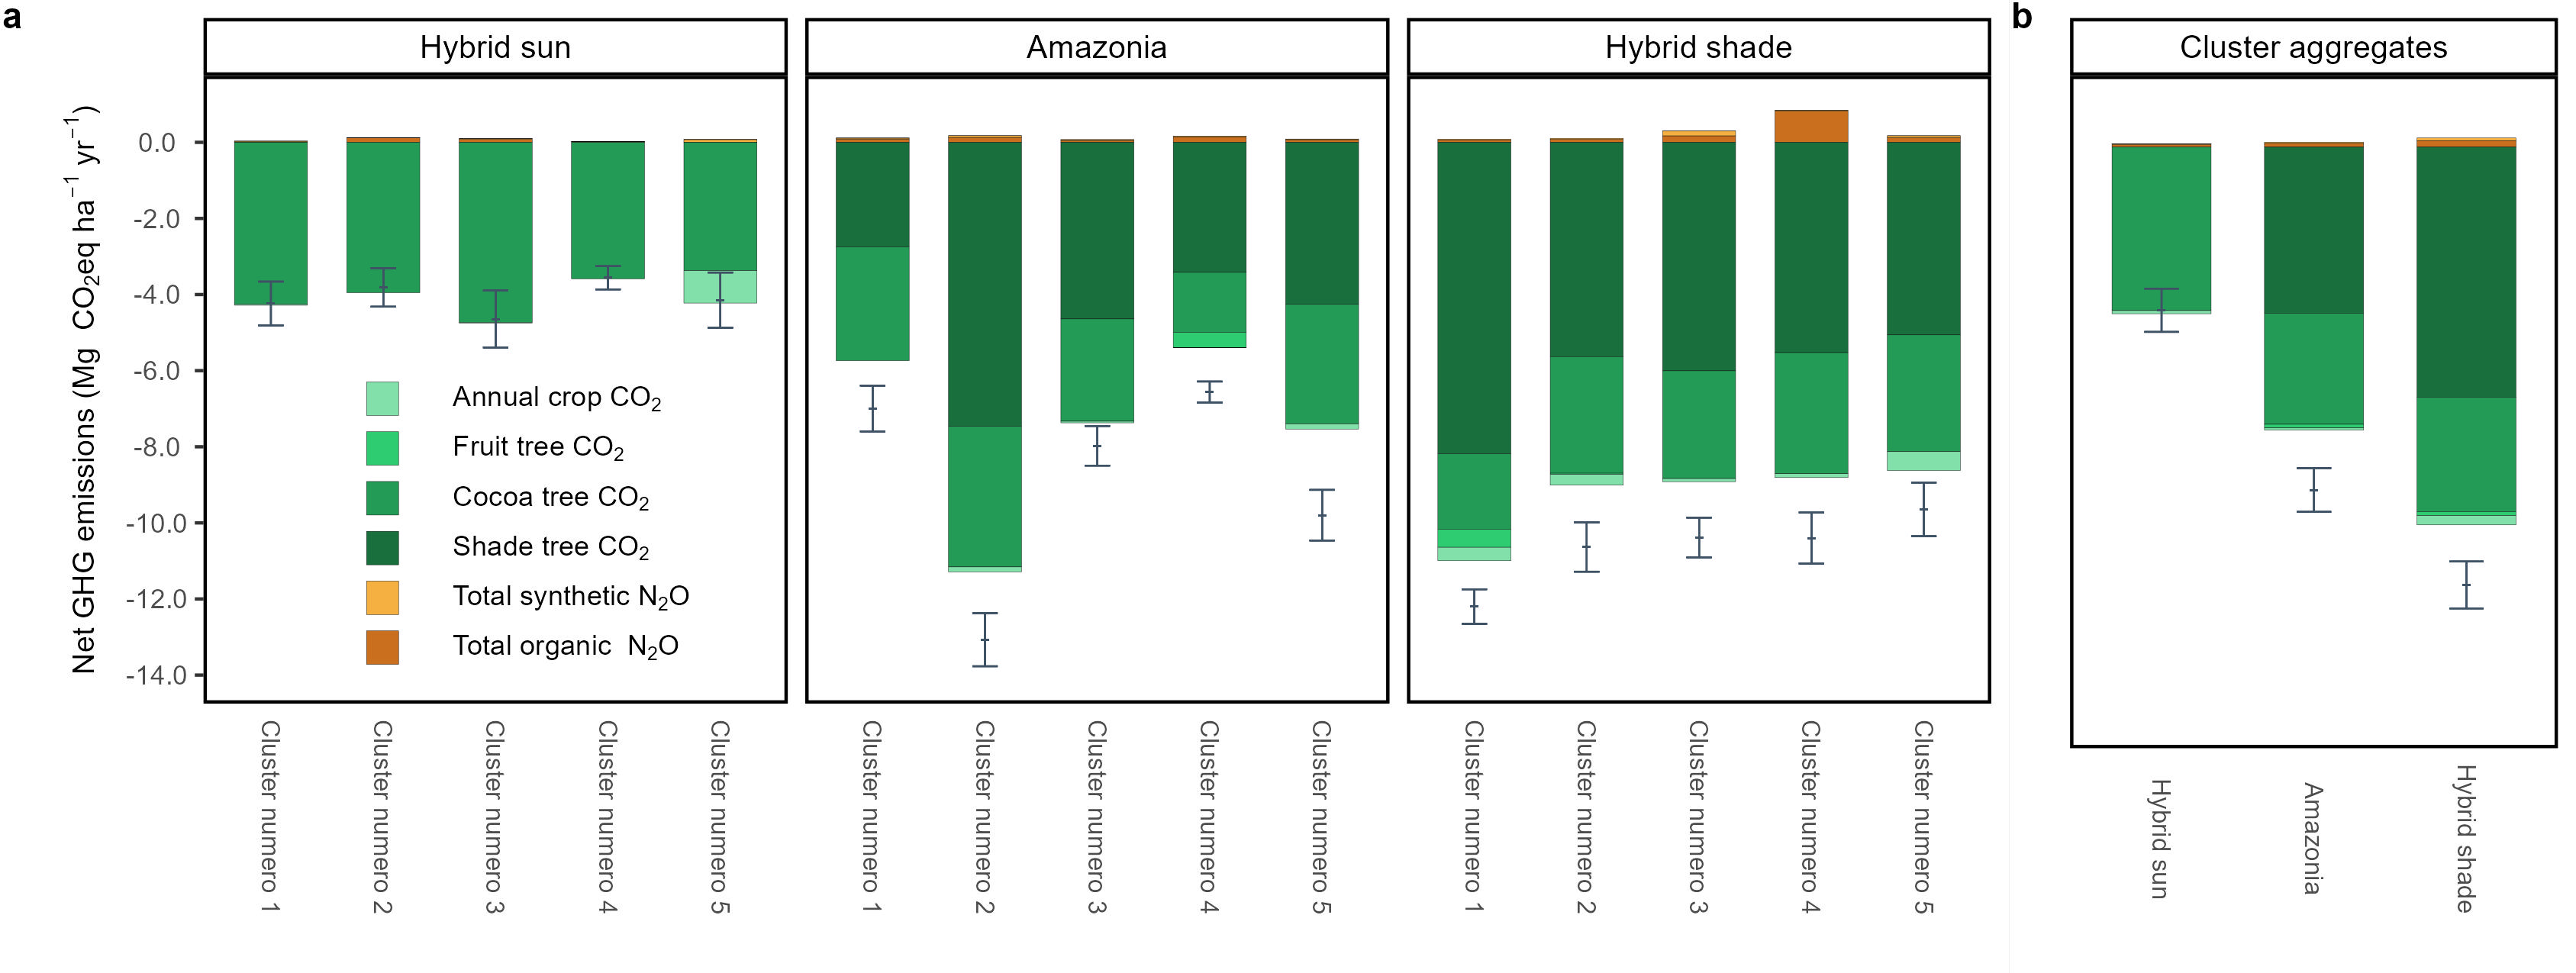 a
b
Hybrid sun
Amazonia
Hybrid shade
Cluster aggregates
Net GHG emissions (Mg CO₂eq ha⁻¹ yr⁻¹)
0.0
-2.0
-4.0
-6.0
-8.0
-10.0
-12.0
-14.0
Annual crop CO₂
Fruit tree CO₂
Cocoa tree CO₂
Shade tree CO₂
Total synthetic N₂O
Total organic N₂O
Cluster numero 1
Cluster numero 2
Cluster numero 3
Cluster numero 4
Cluster numero 5
Cluster numero 1
Cluster numero 2
Cluster numero 3
Cluster numero 4
Cluster numero 5
Cluster numero 1
Cluster numero 2
Cluster numero 3
Cluster numero 4
Cluster numero 5
Hybrid sun
Amazonia
Hybrid shade